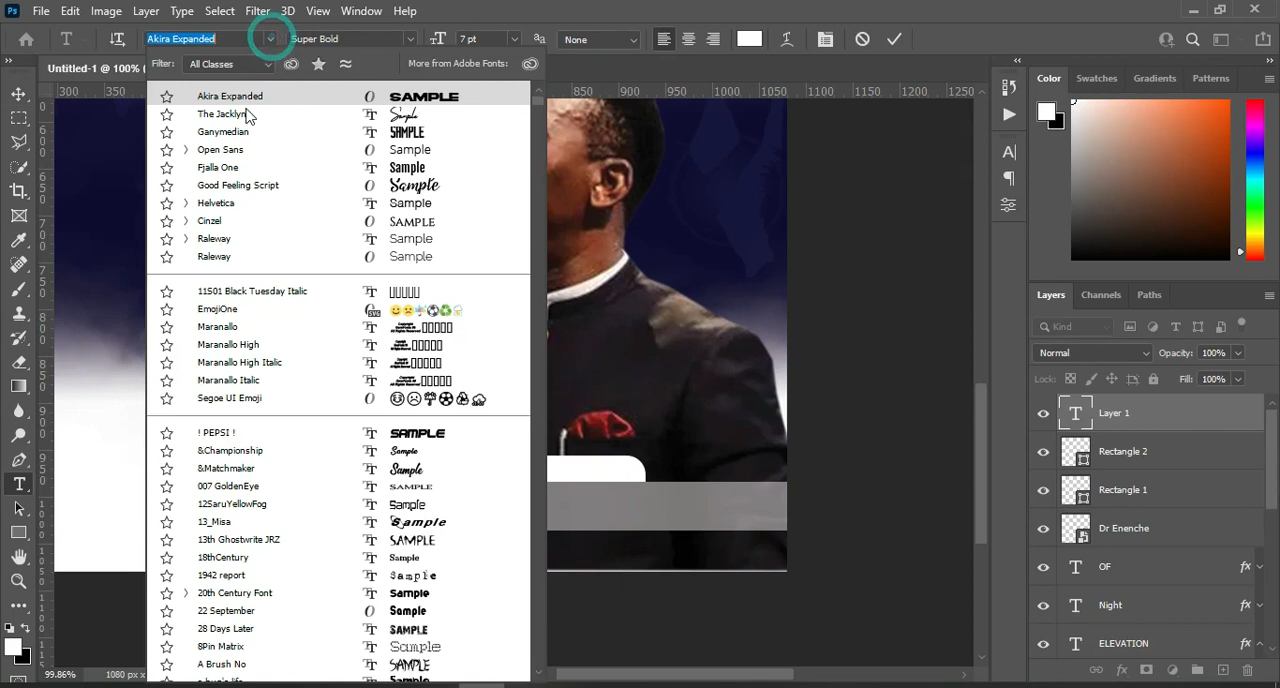 Ps File Edit Image Layer Type Select Filter 3D View Window Help
Akira Expanded Super Bold 7 pt None
Untitled-1 @ 100% (
Filter: All Classes More from Adobe Fonts:
300 350 850 900 950 1000 1050 1100 1150 1200 1250
Akira Expanded SAMPLE
The Jacklyn Sample
Ganymedian SAMPLE
Open Sans Sample
Fjalla One Sample
Good Feeling Script Sample
Helvetica Sample
Cinzel SAMPLE
Raleway Sample
Raleway Sample
11S01 Black Tuesday Italic
EmojiOne
Maranallo
Maranallo High
Maranallo High Italic
Maranallo Italic
Segoe UI Emoji
! PEPSI ! SAMPLE
&Championship Sample
&Matchmaker Sample
007 GoldenEye SAMPLE
12SaruYellowFog Sample
13_Misa Sample
13th Ghostwrite JRZ SAMPLE
18thCentury Sample
1942 report Sample
20th Century Font Sample
22 September Sample
28 Days Later SAMPLE
8Pin Matrix Sample
A Brush No SAMPLE
99.86% 1080 px x
Color Swatches Gradients Patterns
Layers Channels Paths
Kind
Normal Opacity: 100%
Lock: Fill: 100%
Layer 1
Rectangle 2
Rectangle 1
Dr Enenche
OF fx
Night fx
ELEVATION fx